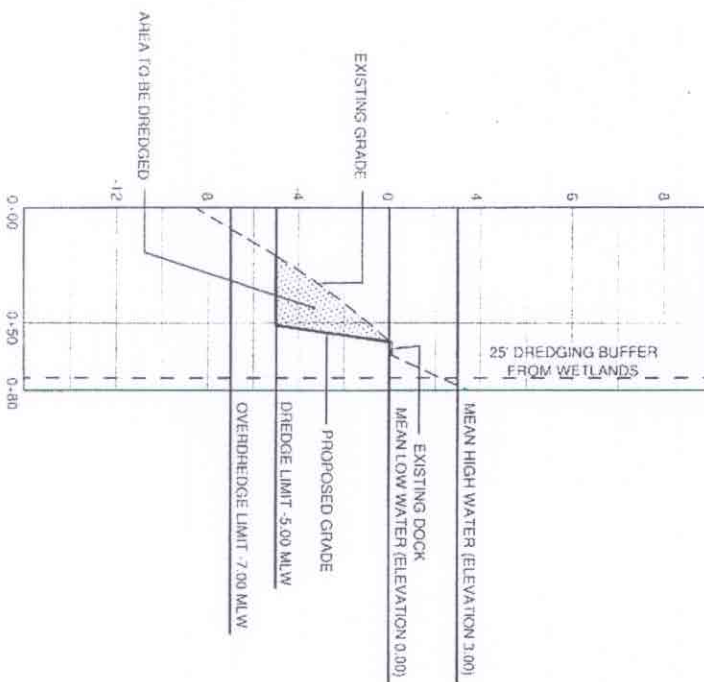 AREA TO BE DREDGED
EXISTING GRADE
-12
8
-4
0
4
8
0+00
0+50
0+80
25' DREDGING BUFFER
FROM WETLANDS
MEAN HIGH WATER (ELEVATION 3.00)
EXISTING DOCK
MEAN LOW WATER (ELEVATION 0.00)
PROPOSED GRADE
DREDGE LIMIT -5.00 MLW
OVERDREDGE LIMIT -7.00 MLW